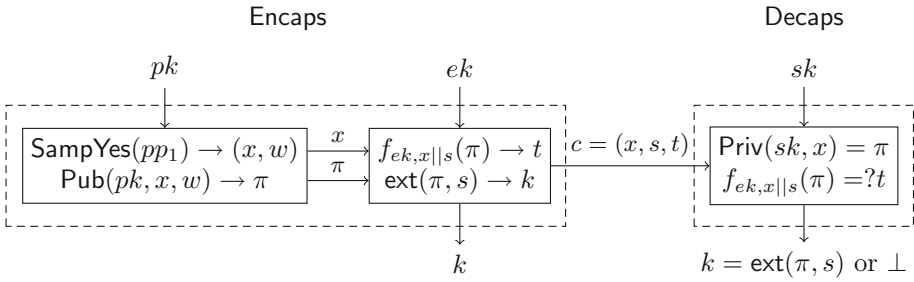 Encaps Decaps
pk ek sk
SampYes(pp₁) → (x, w) x f_{ek,x||s}(π) → t c = (x, s, t) Priv(sk, x) = π
Pub(pk, x, w) → π π ext(π, s) → k f_{ek,x||s}(π) =?t
k k = ext(π, s) or ⊥